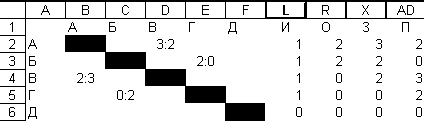 A B C D E F L R X AD
1 А Б В Г Д И О З П
2 А 3:2 1 2 3 2
3 Б 2:0 1 2 2 0
4 В 2:3 1 0 2 3
5 Г 0:2 1 0 0 2
6 Д 0 0 0 0